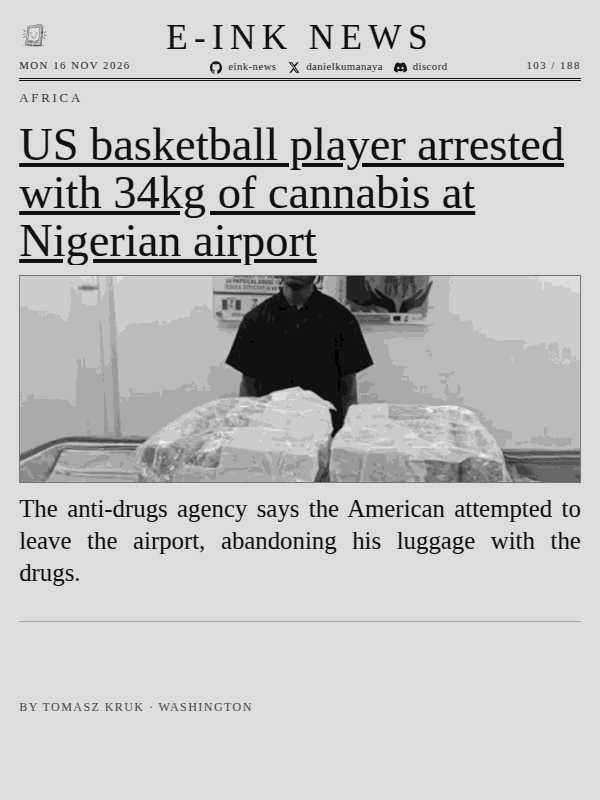 E-INK NEWS
MON 16 NOV 2026
eink-news danielkumanaya discord
103 / 188
AFRICA
US basketball player arrested
with 34kg of cannabis at
Nigerian airport
The anti-drugs agency says the American attempted to
leave the airport, abandoning his luggage with the
drugs.
BY TOMASZ KRUK · WASHINGTON